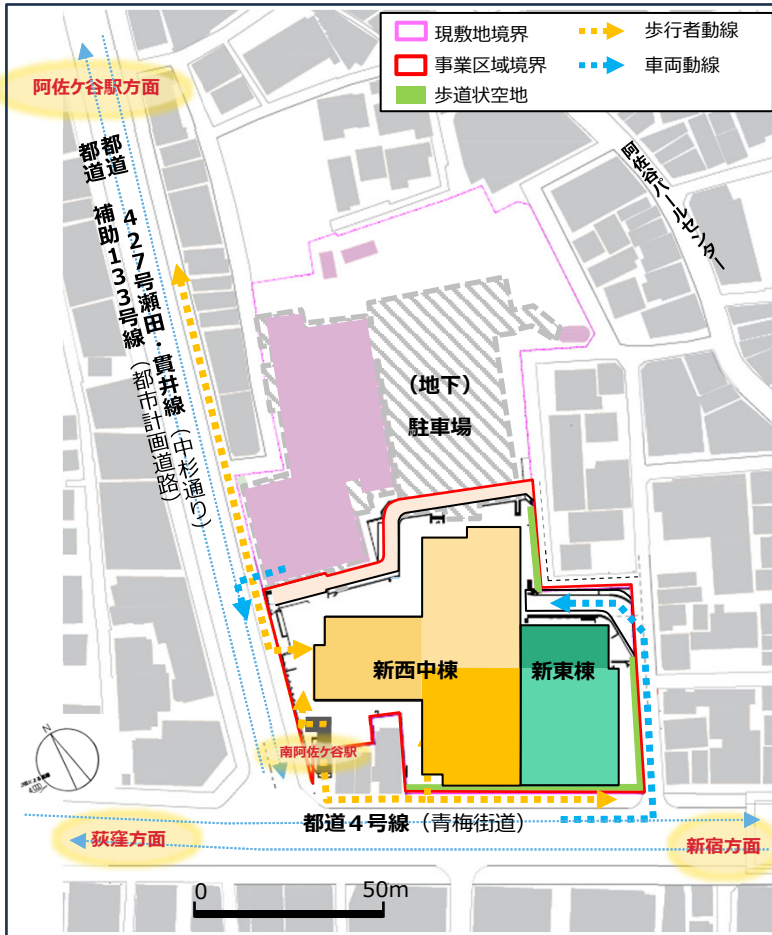 現敷地境界
歩行者動線
事業区域境界
車両動線
歩道状空地
阿佐ケ谷駅方面
都道 427号瀬田・貫井線（中杉通り）
都道 補助133号線（都市計画道路）
阿佐谷パールセンター
（地下）
駐車場
新西中棟
新東棟
N
南阿佐ケ谷駅
都道４号線（青梅街道）
荻窪方面
新宿方面
0
50m